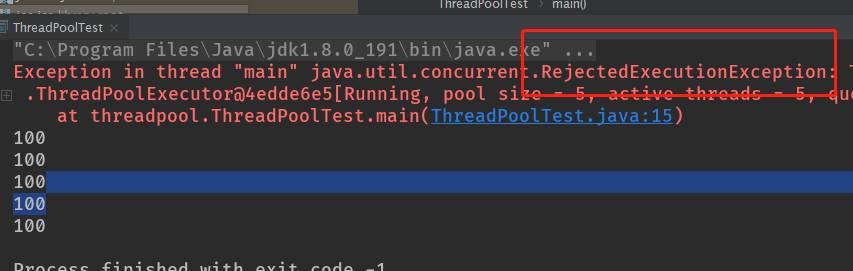 ThreadPoolTest › main()
ThreadPoolTest ×
"C:\Program Files\Java\jdk1.8.0_191\bin\java.exe" ...
Exception in thread "main" java.util.concurrent.RejectedExecutionException:
.ThreadPoolExecutor@4edde6e5[Running, pool size = 5, active threads = 5,
at threadpool.ThreadPoolTest.main(ThreadPoolTest.java:15)
100
100
100
100
100
Process finished with exit code -1